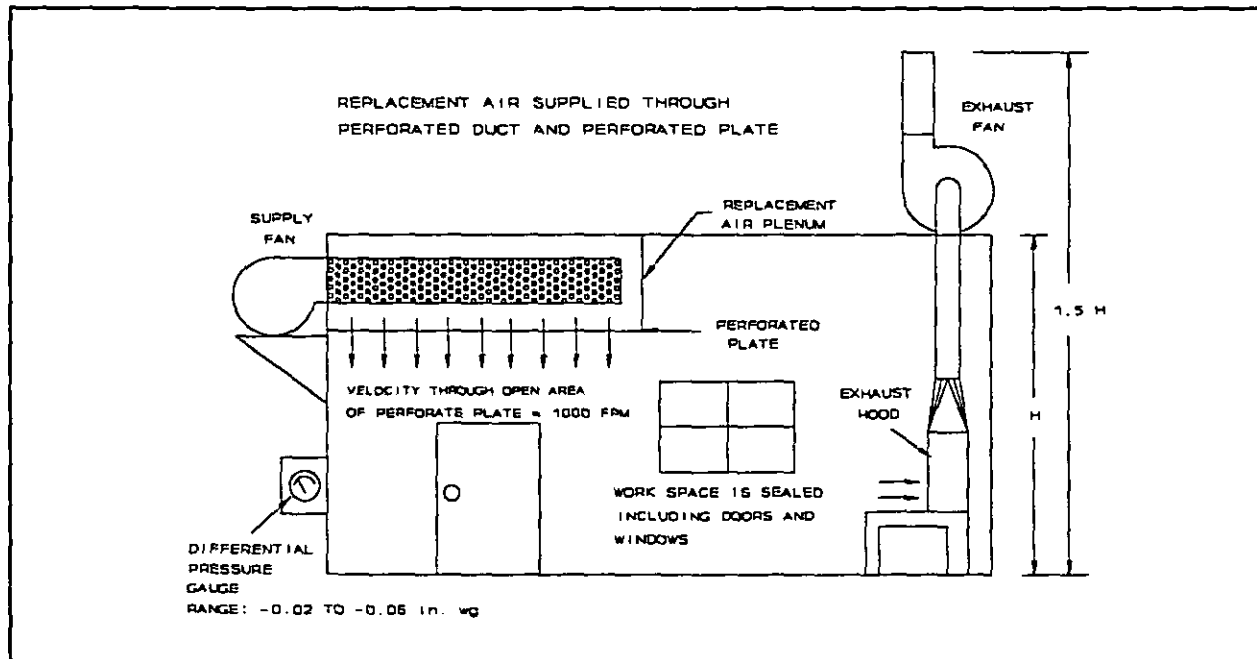 REPLACEMENT AIR SUPPLIED THROUGH
PERFORATED DUCT AND PERFORATED PLATE
EXHAUST
FAN
SUPPLY
FAN
REPLACEMENT
AIR PLENUM
1.5 H
PERFORATED
PLATE
VELOCITY THROUGH OPEN AREA
OF PERFORATE PLATE = 1000 FPM
EXHAUST
HOOD
H
WORK SPACE IS SEALED
INCLUDING DOORS AND
WINDOWS
DIFFERENTIAL
PRESSURE
GAUGE
RANGE: -0.02 TO -0.05 In. wg